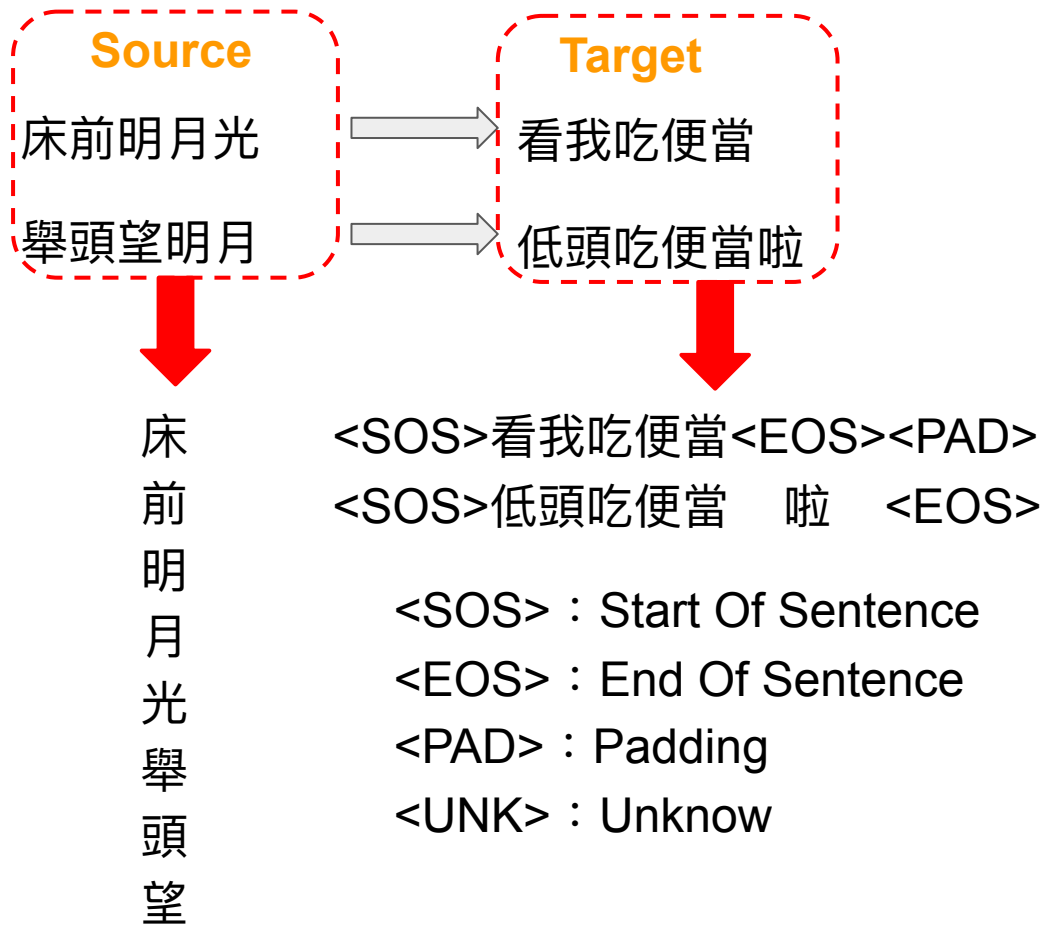 Source
Target
床前明月光
看我吃便當
舉頭望明月
低頭吃便當啦
床
前
明
月
光
舉
頭
望
<SOS>看我吃便當<EOS><PAD>
<SOS>低頭吃便當 啦 <EOS>
<SOS>：Start Of Sentence
<EOS>：End Of Sentence
<PAD>：Padding
<UNK>：Unknow